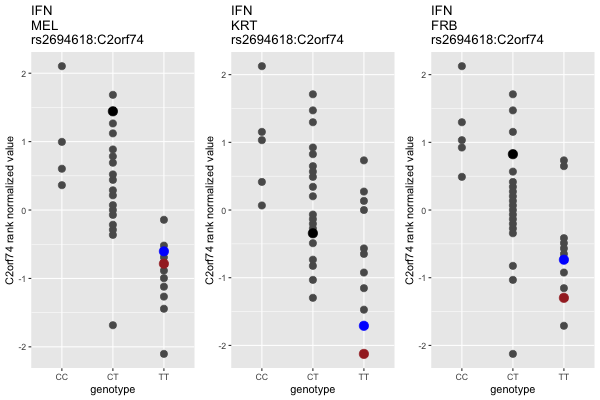 IFN
MEL
rs2694618:C2orf74
C2orf74 rank normalized value
2
1
0
-1
-2
CC CT TT
genotype
IFN
KRT
rs2694618:C2orf74
C2orf74 rank normalized value
2
1
0
-1
-2
CC CT TT
genotype
IFN
FRB
rs2694618:C2orf74
C2orf74 rank normalized value
2
1
0
-1
-2
CC CT TT
genotype